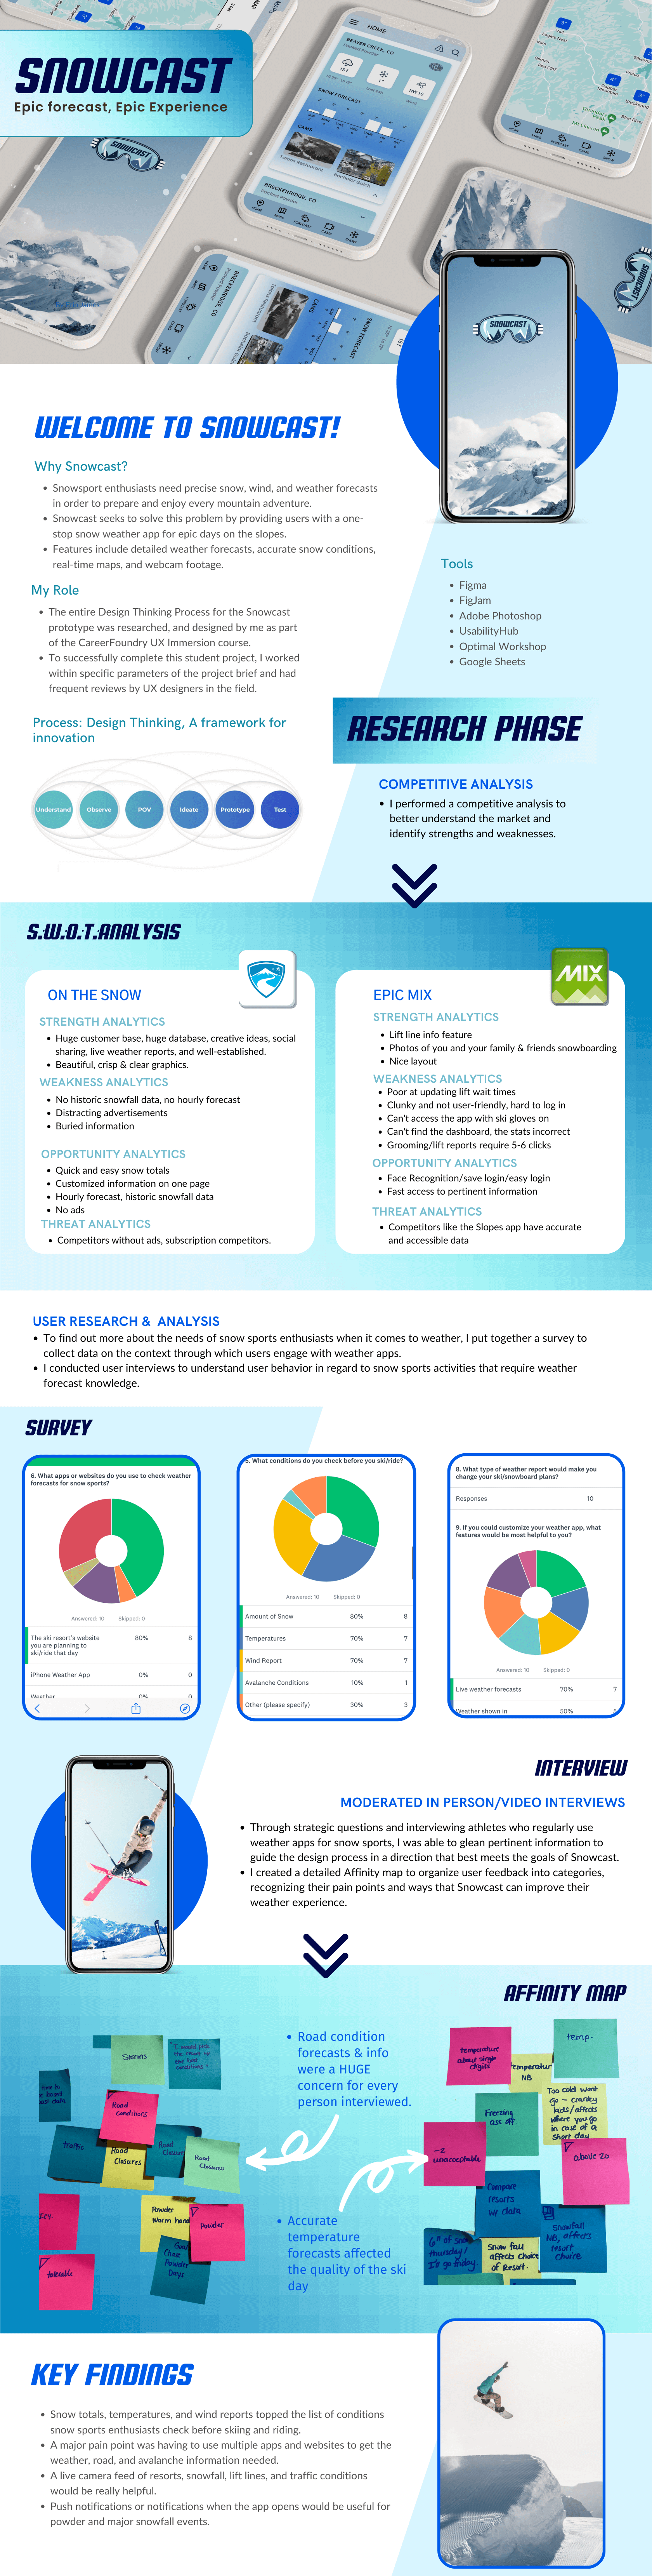 SNOWCAST
Epic forecast, Epic Experience
HOME
BEAVER CREEK, CO
Packed Powder
SNOW FORECAST
CAMS
BRECKENRIDGE, CO
Packed Powder
SNOWCAST
SNOWCAST
SNOWCAST
WELCOME TO SNOWCAST!
Why Snowcast?
• Snowsport enthusiasts need precise snow, wind, and weather forecasts
in order to prepare and enjoy every mountain adventure.
• Snowcast seeks to solve this problem by providing users with a one-
stop snow weather app for epic days on the slopes.
• Features include detailed weather forecasts, accurate snow conditions,
real-time maps, and webcam footage.
Tools
• Figma
• FigJam
• Adobe Photoshop
• UsabilityHub
• Optimal Workshop
• Google Sheets
My Role
• The entire Design Thinking Process for the Snowcast
prototype was researched, and designed by me as part
of the CareerFoundry UX Immersion course.
• To successfully complete this student project, I worked
within specific parameters of the project brief and had
frequent reviews by UX designers in the field.
Process: Design Thinking, A framework for
innovation
Understand Observe POV Ideate Prototype Test
RESEARCH PHASE
COMPETITIVE ANALYSIS
• I performed a competitive analysis to
better understand the market and
identify strengths and weaknesses.
S.W.O.T.ANALYSIS
ON THE SNOW
STRENGTH ANALYTICS
• Huge customer base, huge database, creative ideas, social
sharing, live weather reports, and well-established.
• Beautiful, crisp & clear graphics.
WEAKNESS ANALYTICS
• No historic snowfall data, no hourly forecast
• Distracting advertisements
• Buried information
OPPORTUNITY ANALYTICS
• Quick and easy snow totals
• Customized information on one page
• Hourly forecast, historic snowfall data
• No ads
THREAT ANALYTICS
• Competitors without ads, subscription competitors.
MIX
EPIC MIX
STRENGTH ANALYTICS
• Lift line info feature
• Photos of you and your family & friends snowboarding
• Nice layout
WEAKNESS ANALYTICS
• Poor at updating lift wait times
• Clunky and not user-friendly, hard to log in
• Can't access the app with ski gloves on
• Can't find the dashboard, the stats incorrect
• Grooming/lift reports require 5-6 clicks
OPPORTUNITY ANALYTICS
• Face Recognition/save login/easy login
• Fast access to pertinent information
THREAT ANALYTICS
• Competitors like the Slopes app have accurate
and accessible data
USER RESEARCH & ANALYSIS
• To find out more about the needs of snow sports enthusiasts when it comes to weather, I put together a survey to
collect data on the context through which users engage with weather apps.
• I conducted user interviews to understand user behavior in regard to snow sports activities that require weather
forecast knowledge.
SURVEY
6. What apps or websites do you use to check weather
forecasts for snow sports?
Answered: 10 Skipped: 0
The ski resort's website
you are planning to
ski/ride that day
80% 8
iPhone Weather App 0% 0
Weather 0% 0
5. What conditions do you check before you ski/ride?
Answered: 10 Skipped: 0
Amount of Snow 80% 8
Temperatures 70% 7
Wind Report 70% 7
Avalanche Conditions 10% 1
Other (please specify) 30% 3
8. What type of weather report would make you
change your ski/snowboard plans?
Responses 10
9. If you could customize your weather app, what
features would be most helpful to you?
Answered: 10 Skipped: 0
Live weather forecasts 70% 7
Weather shown in 50%
INTERVIEW
MODERATED IN PERSON/VIDEO INTERVIEWS
• Through strategic questions and interviewing athletes who regularly use
weather apps for snow sports, I was able to glean pertinent information to
guide the design process in a direction that best meets the goals of Snowcast.
• I created a detailed Affinity map to organize user feedback into categories,
recognizing their pain points and ways that Snowcast can improve their
weather experience.
AFFINITY MAP
Storms
Road
conditions
traffic
Road
Closures
Road
Closures
Road
Closures
Powder
Warm hand
Powder
Icy.
Chase
Powder
Days
tolerable
• Road condition
forecasts & info
were a HUGE
concern for every
person interviewed.
• Accurate
temperature
forecasts affected
the quality of the ski
day
temp.
temperature
about single
digits
temperatur
NB
Too cold wont
go - cranky
kids/affects
where you go
in case of a
short day
Freezing
ass off
-2
unacceptable
above 20
Compare
resorts
w/ data
6" of snow
thursday!
I'll go friday.
Snow fall
affects choice
of Resort.
Snowfall
NB, affects
resort
choice
KEY FINDINGS
• Snow totals, temperatures, and wind reports topped the list of conditions
snow sports enthusiasts check before skiing and riding.
• A major pain point was having to use multiple apps and websites to get the
weather, road, and avalanche information needed.
• A live camera feed of resorts, snowfall, lift lines, and traffic conditions
would be really helpful.
• Push notifications or notifications when the app opens would be useful for
powder and major snowfall events.